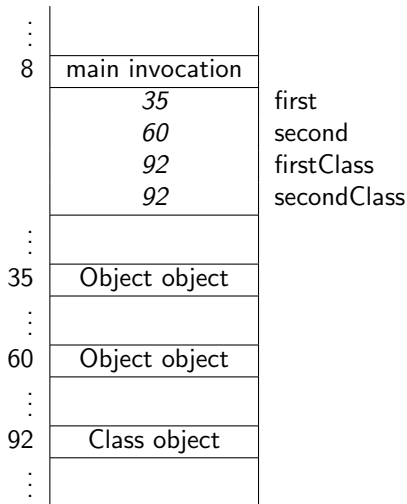 ⋮
8 main invocation
35 first
60 second
92 firstClass
92 secondClass
⋮
35 Object object
⋮
60 Object object
⋮
92 Class object
⋮